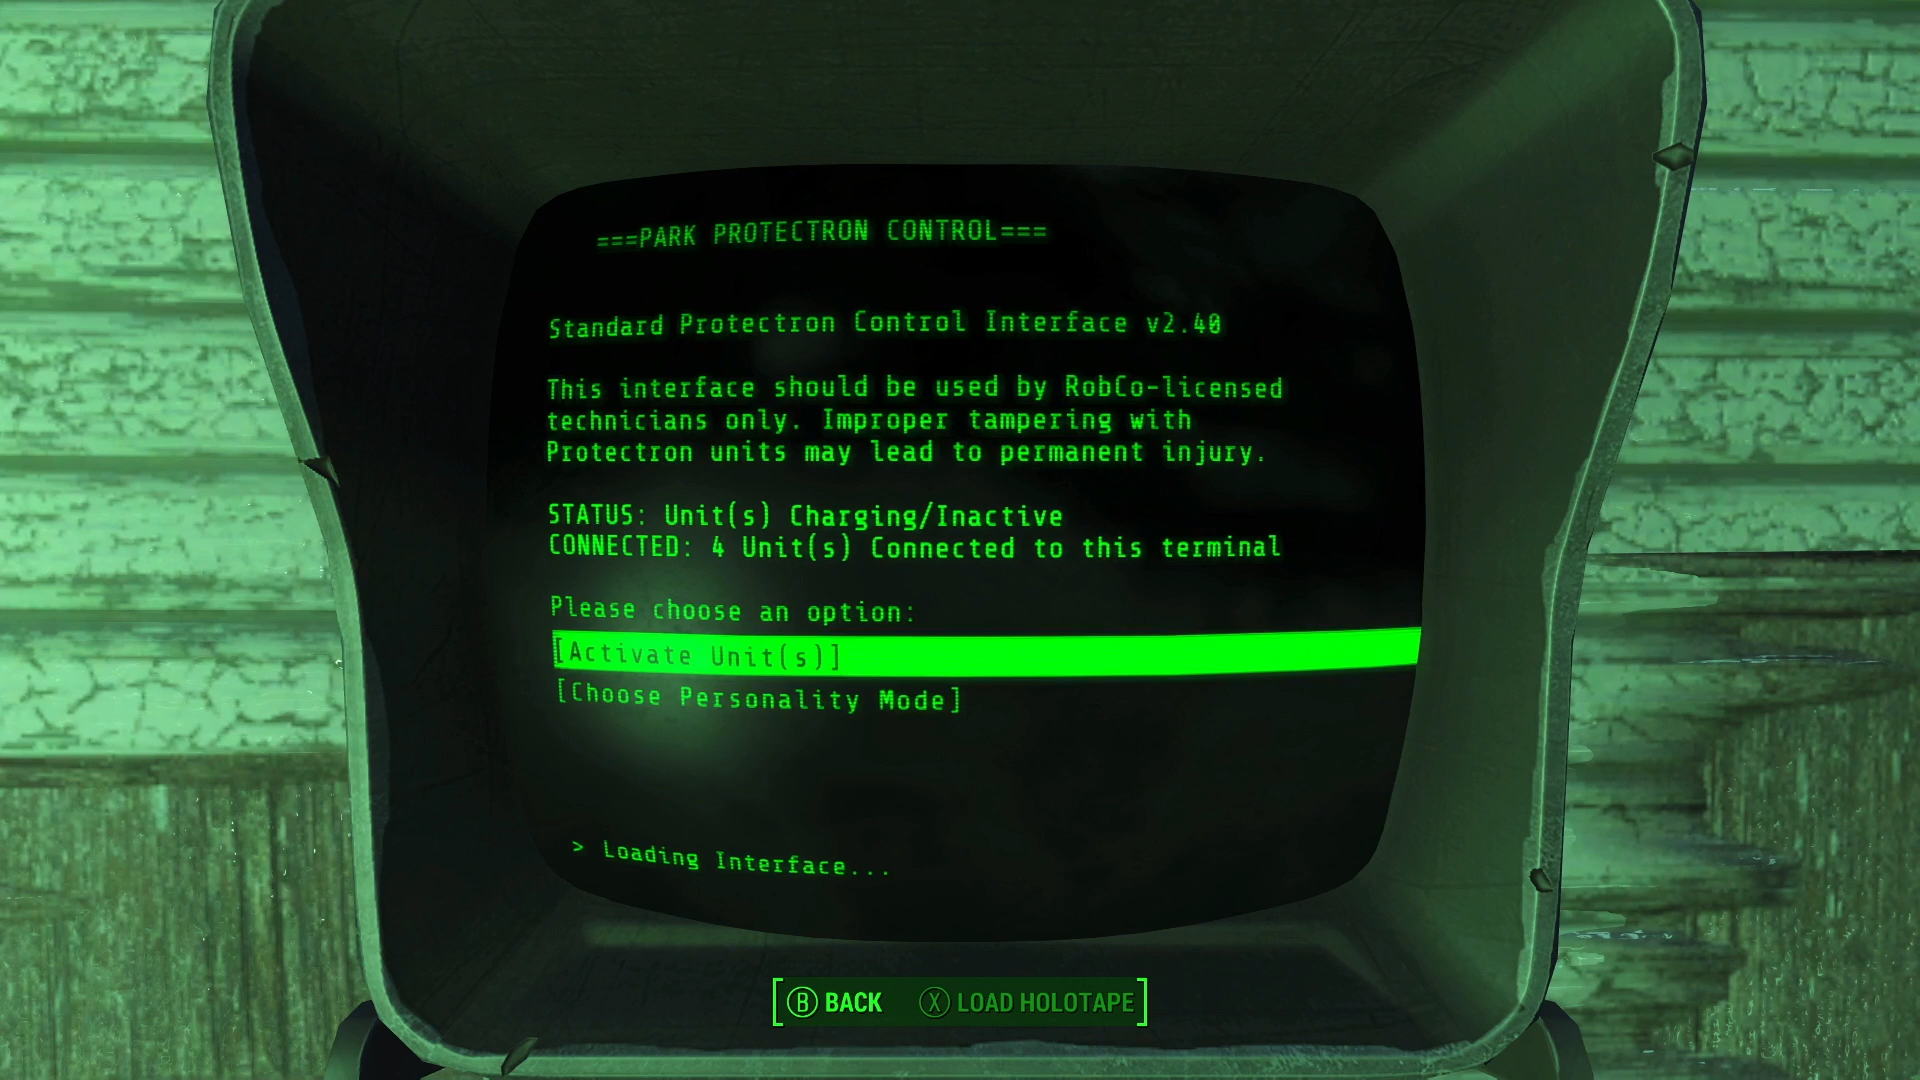 ===PARK PROTECTRON CONTROL===
Standard Protectron Control Interface v2.40
This interface should be used by RobCo-licensed
technicians only. Improper tampering with
Protectron units may lead to permanent injury.
STATUS: Unit(s) Charging/Inactive
CONNECTED: 4 Unit(s) Connected to this terminal
Please choose an option:
[Activate Unit(s)]
[Choose Personality Mode]
> Loading Interface...
[Ⓑ BACK Ⓧ LOAD HOLOTAPE]